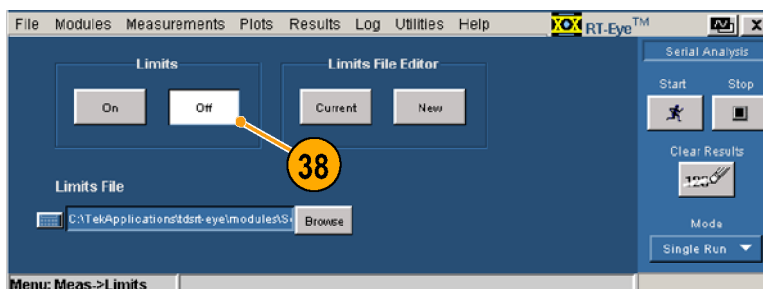 File Modules Measurements Plots Results Log Utilities Help RT-Eye™
Serial Analysis
Limits
Limits File Editor
Start Stop
On Off Current New
38
Clear Results
Limits File
C:\TekApplications\tdsrt-eye\modules\S Browse
Mode
Single Run
Menu: Meas->Limits